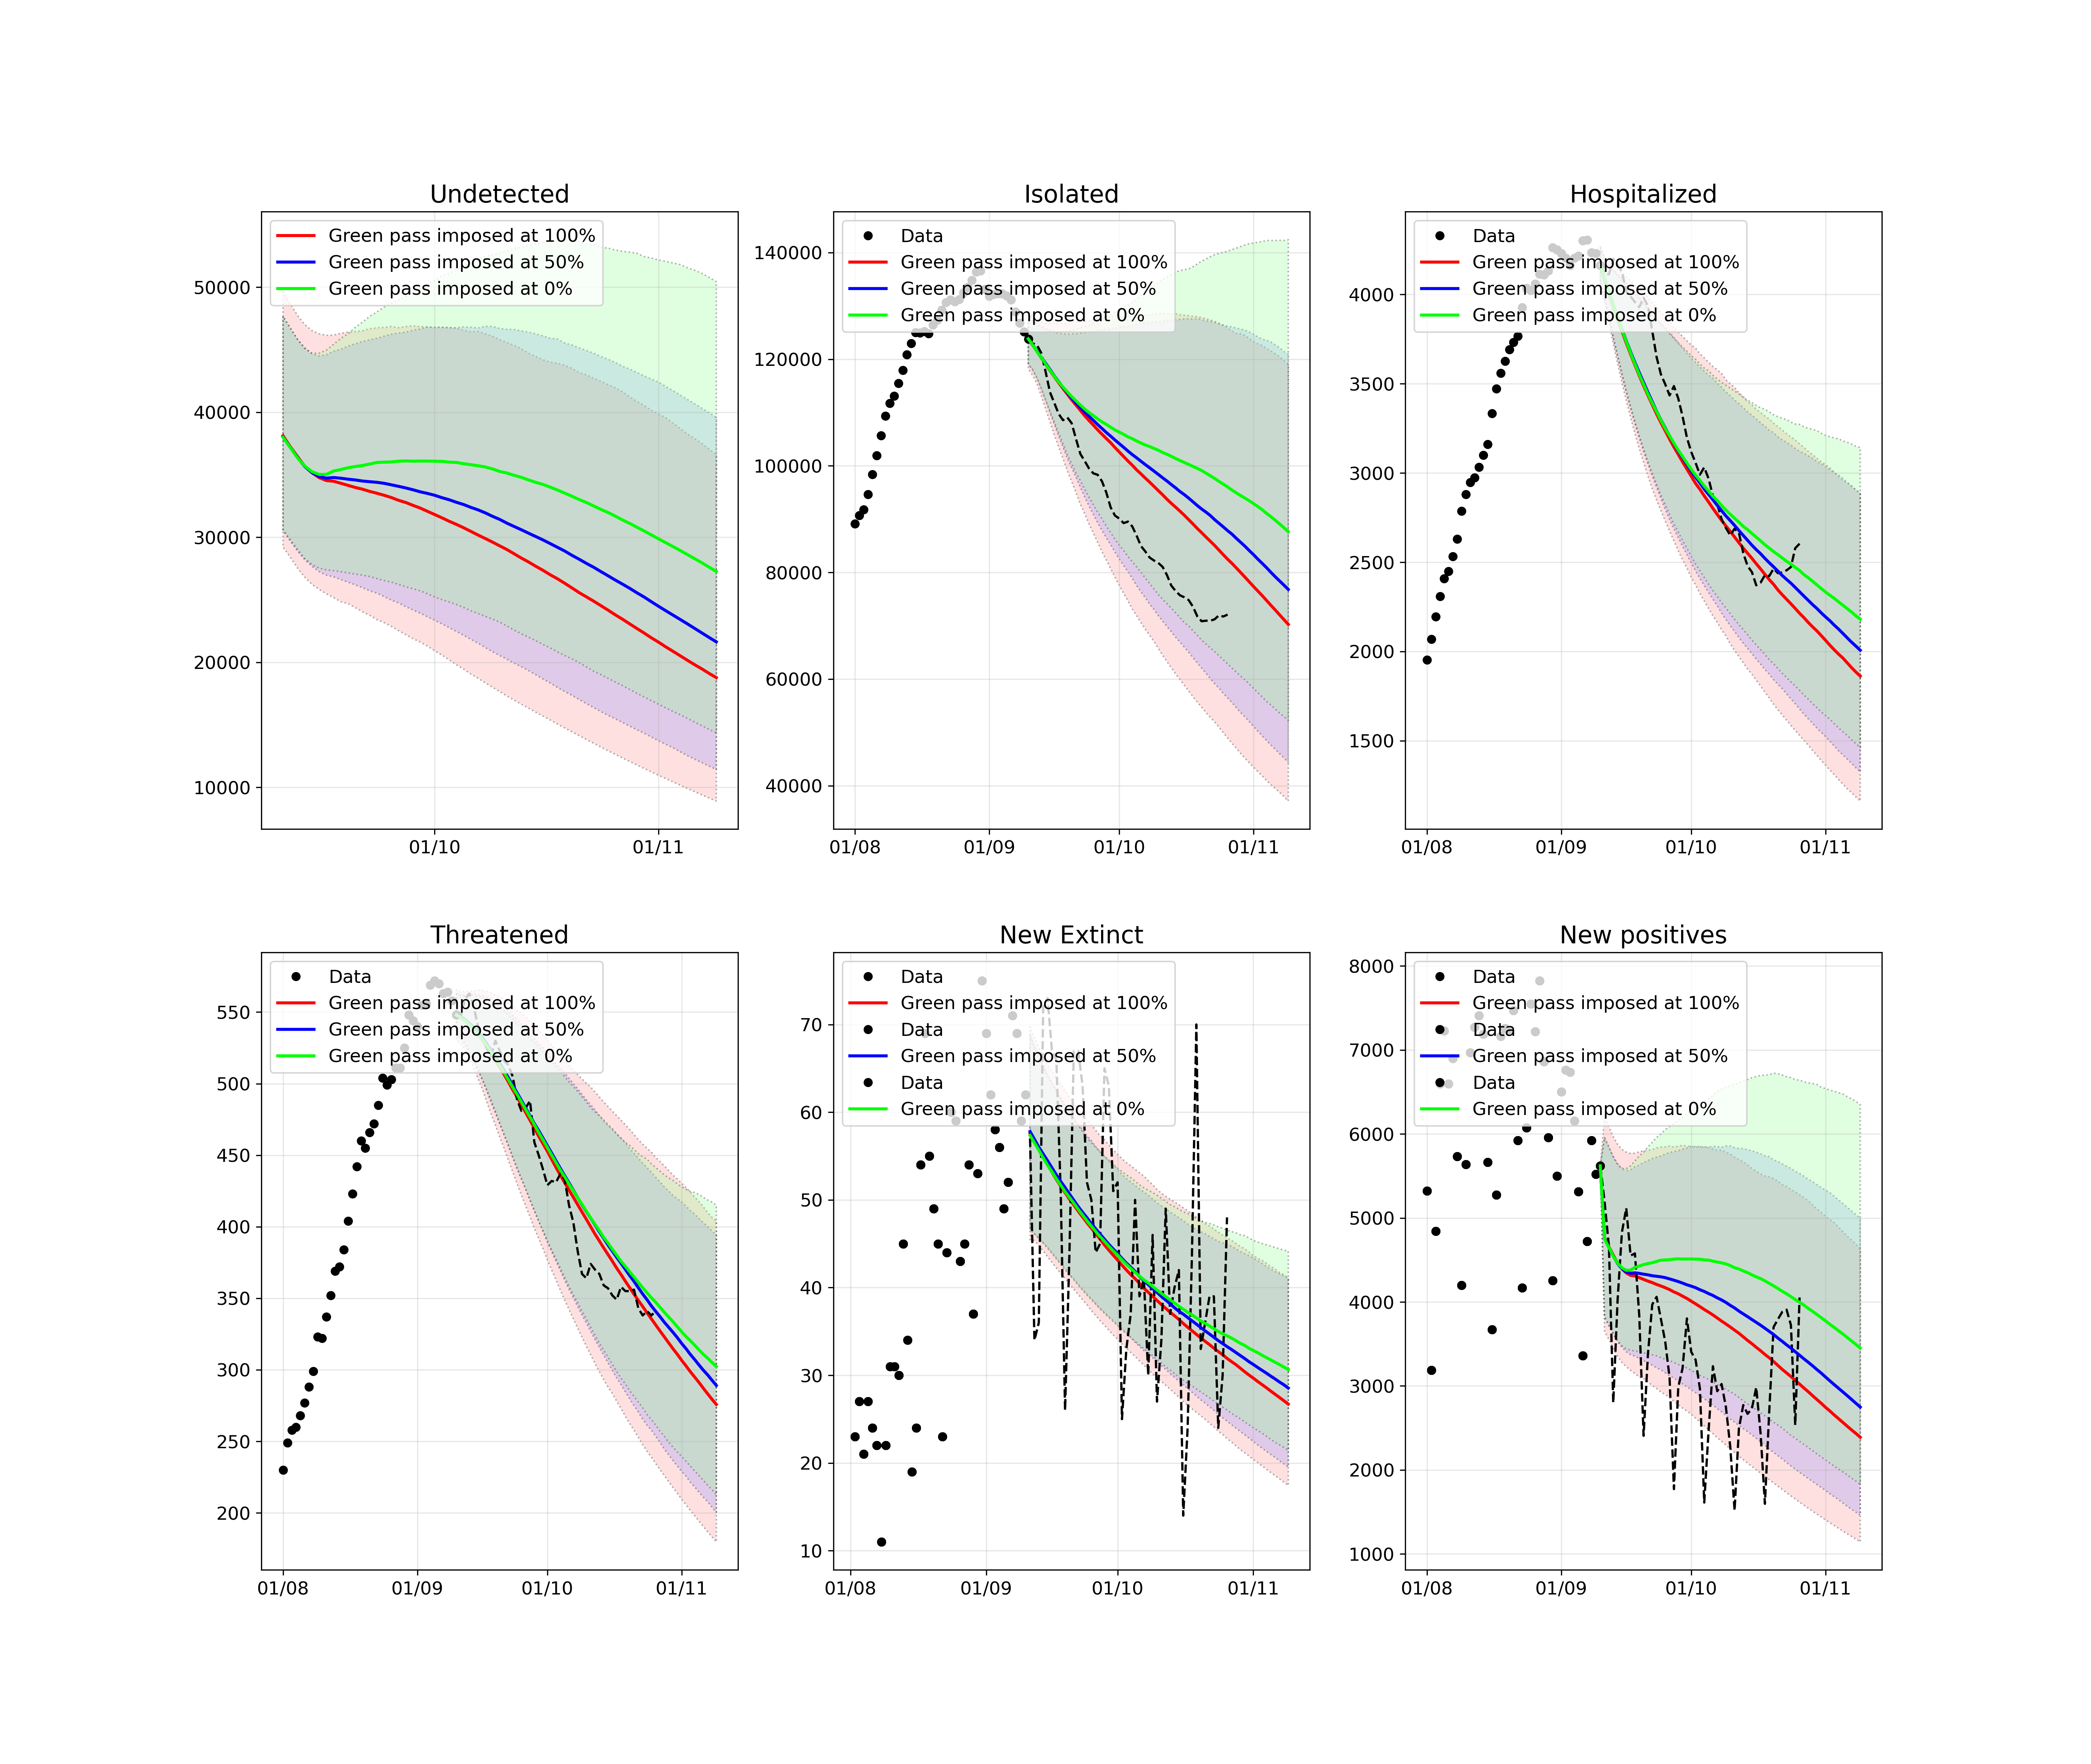 Undetected
Green pass imposed at 100%
Green pass imposed at 50%
Green pass imposed at 0%
50000
40000
30000
20000
10000
01/10
01/11
Isolated
Data
Green pass imposed at 100%
Green pass imposed at 50%
Green pass imposed at 0%
140000
120000
100000
80000
60000
40000
01/08
01/09
01/10
01/11
Hospitalized
Data
Green pass imposed at 100%
Green pass imposed at 50%
Green pass imposed at 0%
4000
3500
3000
2500
2000
1500
01/08
01/09
01/10
01/11
Threatened
Data
Green pass imposed at 100%
Green pass imposed at 50%
Green pass imposed at 0%
550
500
450
400
350
300
250
200
01/08
01/09
01/10
01/11
New Extinct
Data
Green pass imposed at 100%
Data
Green pass imposed at 50%
Data
Green pass imposed at 0%
70
60
50
40
30
20
10
01/08
01/09
01/10
01/11
New positives
Data
Green pass imposed at 100%
Data
Green pass imposed at 50%
Data
Green pass imposed at 0%
8000
7000
6000
5000
4000
3000
2000
1000
01/08
01/09
01/10
01/11